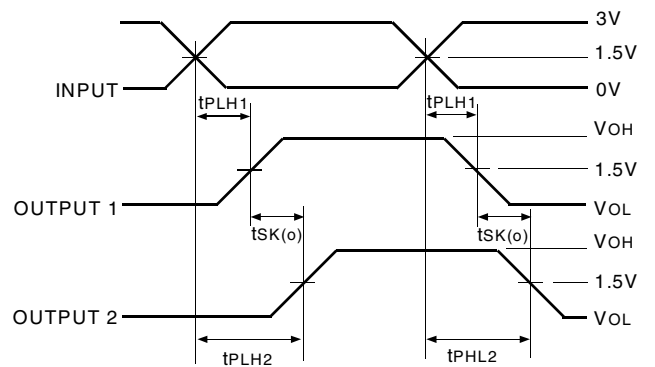 3V
1.5V
INPUT
0V
tPLH1
tPLH1
VOH
1.5V
OUTPUT 1
VOL
tSK(o)
tSK(o)
VOH
1.5V
OUTPUT 2
VOL
tPLH2
tPHL2